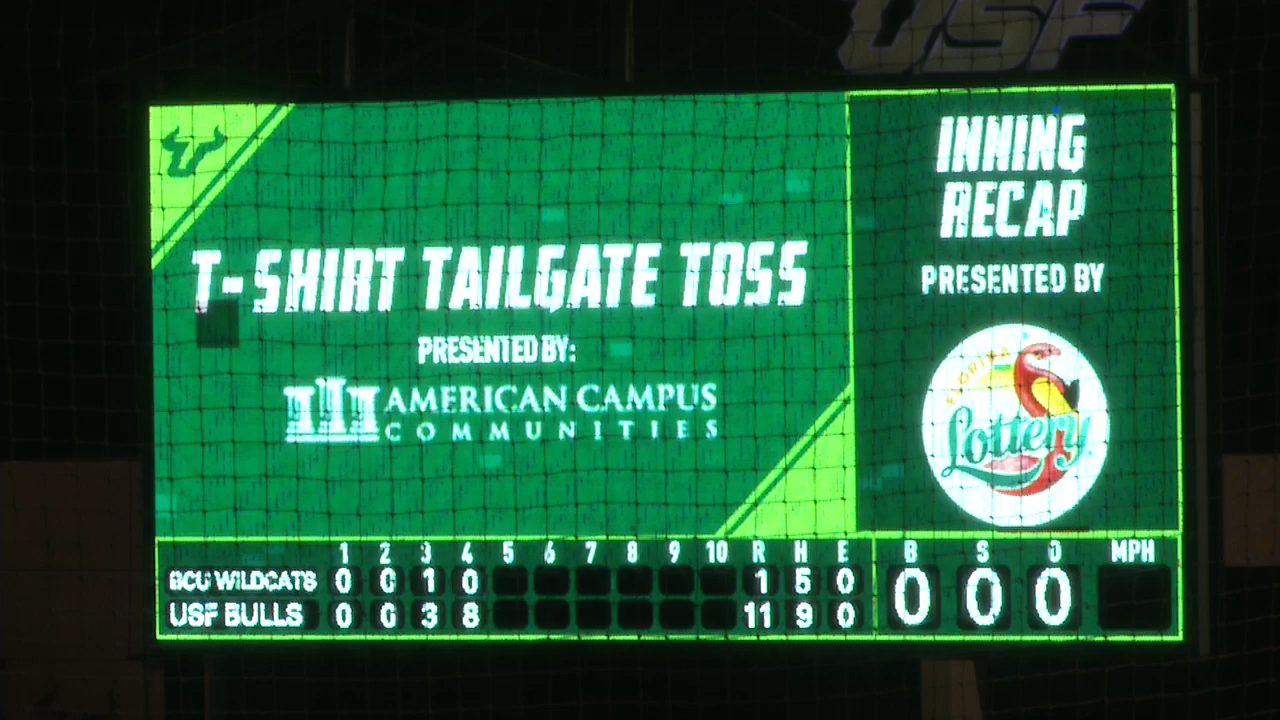 USF
INNING
RECAP
PRESENTED BY
FLORIDA
Lottery
T-SHIRT TAILGATE TOSS
PRESENTED BY:
AMERICAN CAMPUS
COMMUNITIES
1 2 3 4 5 6 7 8 9 10 R H E B S O MPH
BCU WILDCATS 0 0 1 0 1 5 0
USF BULLS 0 0 3 8 11 9 0
0 0 0